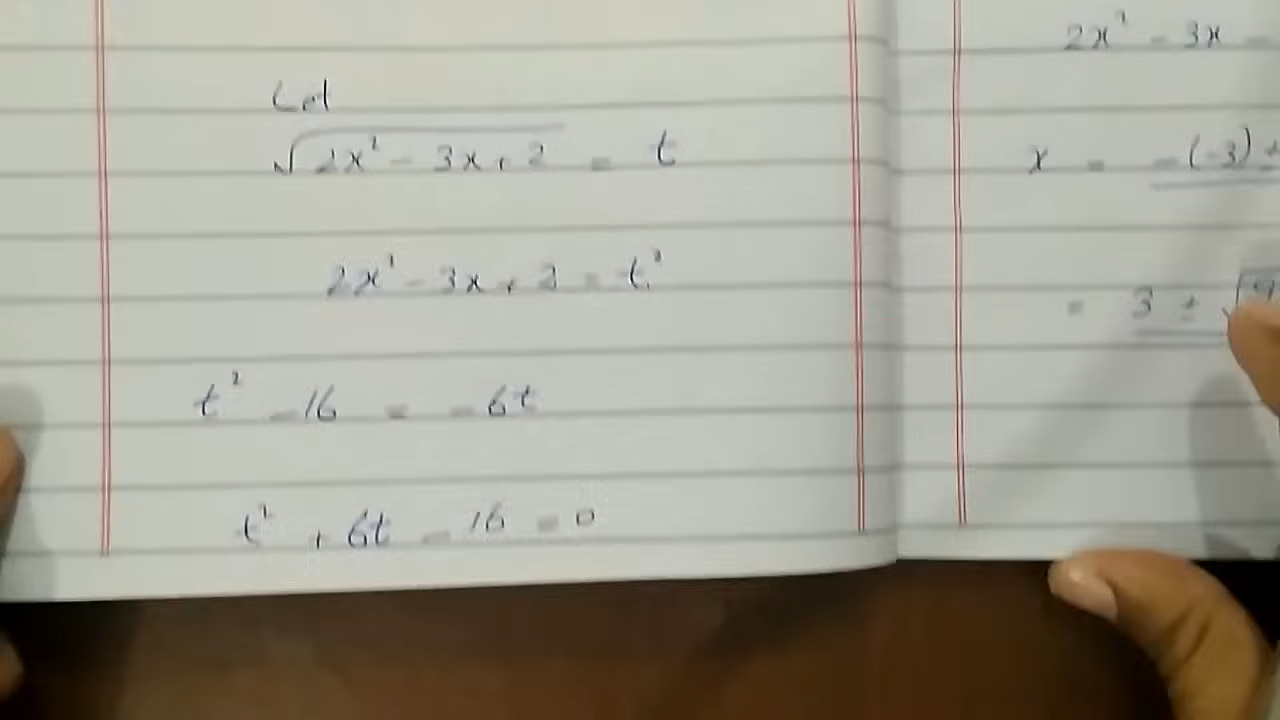 Let
√2x² - 3x + 2 = t
2x² - 3x + 2 = t²
t² - 16 = - 6t
t² + 6t - 16 = 0
2x² - 3x -
x = -(-3) ±
= 3 ± √